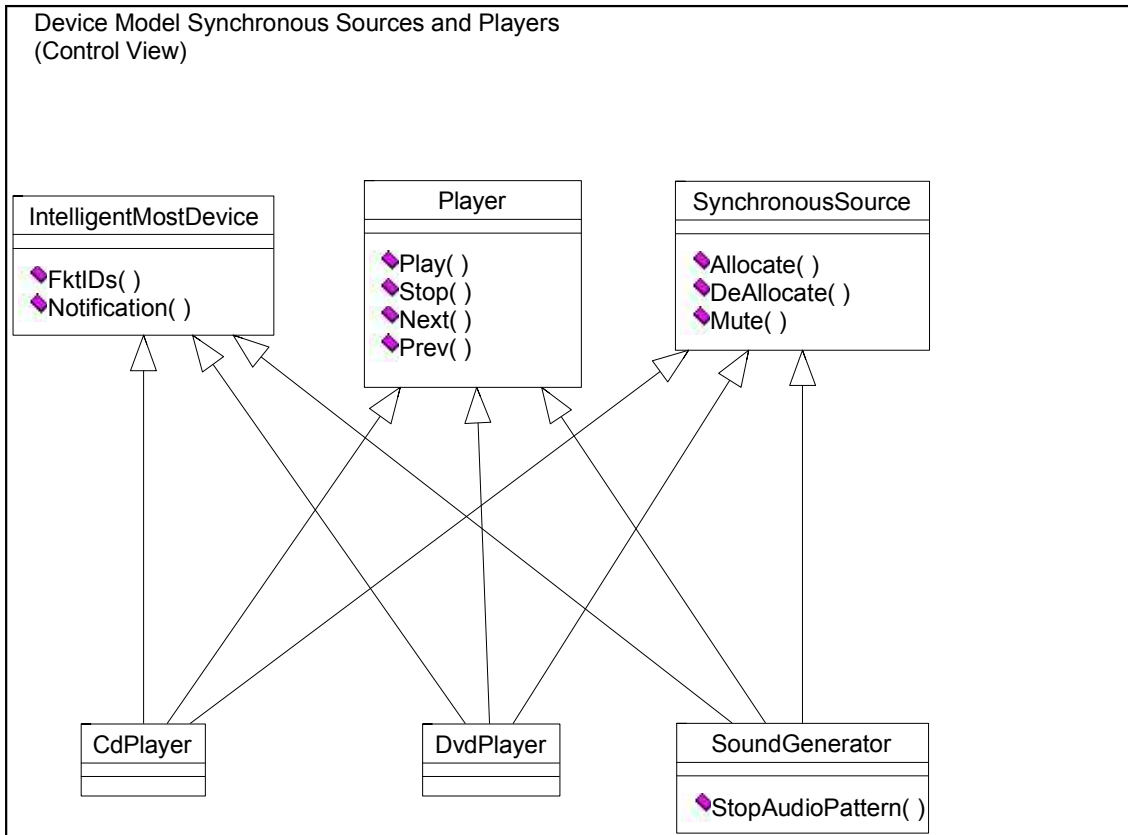 Device Model Synchronous Sources and Players
(Control View)
IntelligentMostDevice
FktIDs( )
Notification( )
Player
Play( )
Stop( )
Next( )
Prev( )
SynchronousSource
Allocate( )
DeAllocate( )
Mute( )
CdPlayer
DvdPlayer
SoundGenerator
StopAudioPattern( )